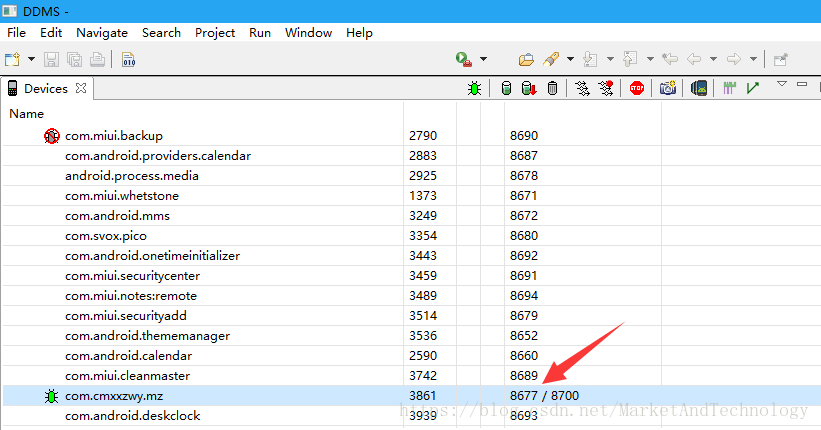 DDMS -
File Edit Navigate Search Project Run Window Help
010
Devices
STOP
Name
com.miui.backup 2790 8690
com.android.providers.calendar 2883 8687
android.process.media 2925 8678
com.miui.whetstone 1373 8671
com.android.mms 3249 8672
com.svox.pico 3354 8680
com.android.onetimeinitializer 3443 8692
com.miui.securitycenter 3459 8691
com.miui.notes:remote 3489 8694
com.miui.securityadd 3514 8679
com.android.thememanager 3536 8652
com.android.calendar 2590 8660
com.miui.cleanmaster 3742 8689
com.cmxxzwy.mz 3861 8677 / 8700
com.android.deskclock 3939 8693
https://blog.csdn.net/MarketAndTechnology